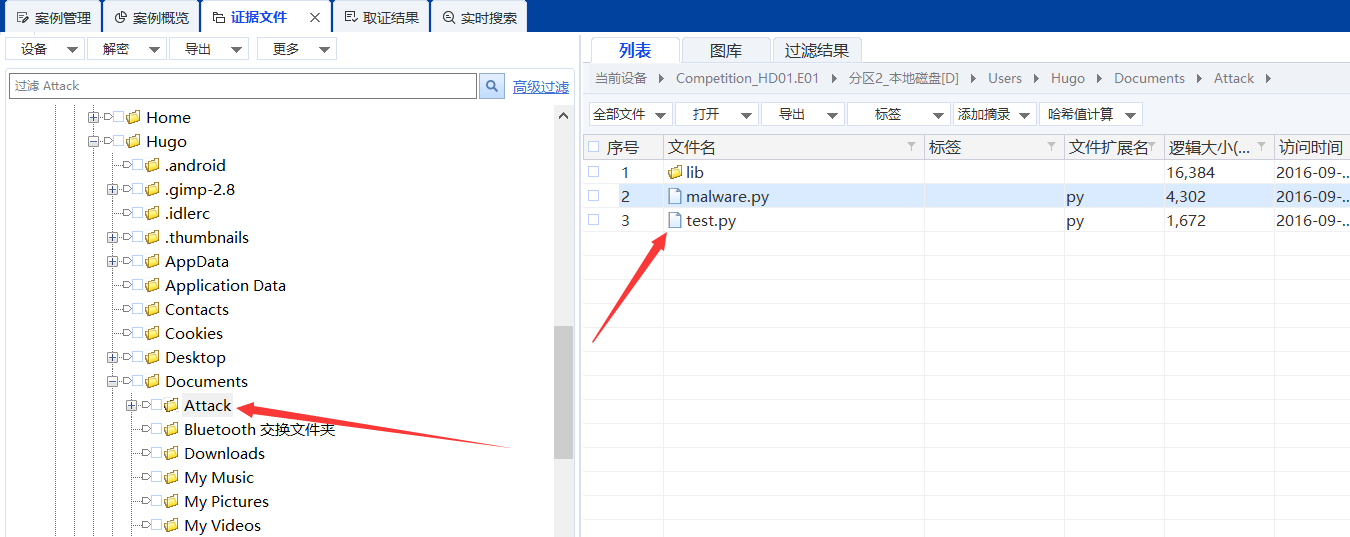 案例管理 案例概览 证据文件 取证结果 实时搜索
设备 解密 导出 更多
过滤 Attack 高级过滤
Home
Hugo
.android
.gimp-2.8
.idlerc
.thumbnails
AppData
Application Data
Contacts
Cookies
Desktop
Documents
Attack
Bluetooth 交换文件夹
Downloads
My Music
My Pictures
My Videos
列表 图库 过滤结果
当前设备 Competition_HD01.E01 分区2_本地磁盘[D] Users Hugo Documents Attack
全部文件 打开 导出 标签 添加摘录 哈希值计算
序号 文件名 标签 文件扩展名 逻辑大小(... 访问时间
1 lib 16,384 2016-09-...
2 malware.py py 4,302 2016-09-...
3 test.py py 1,672 2016-09-...